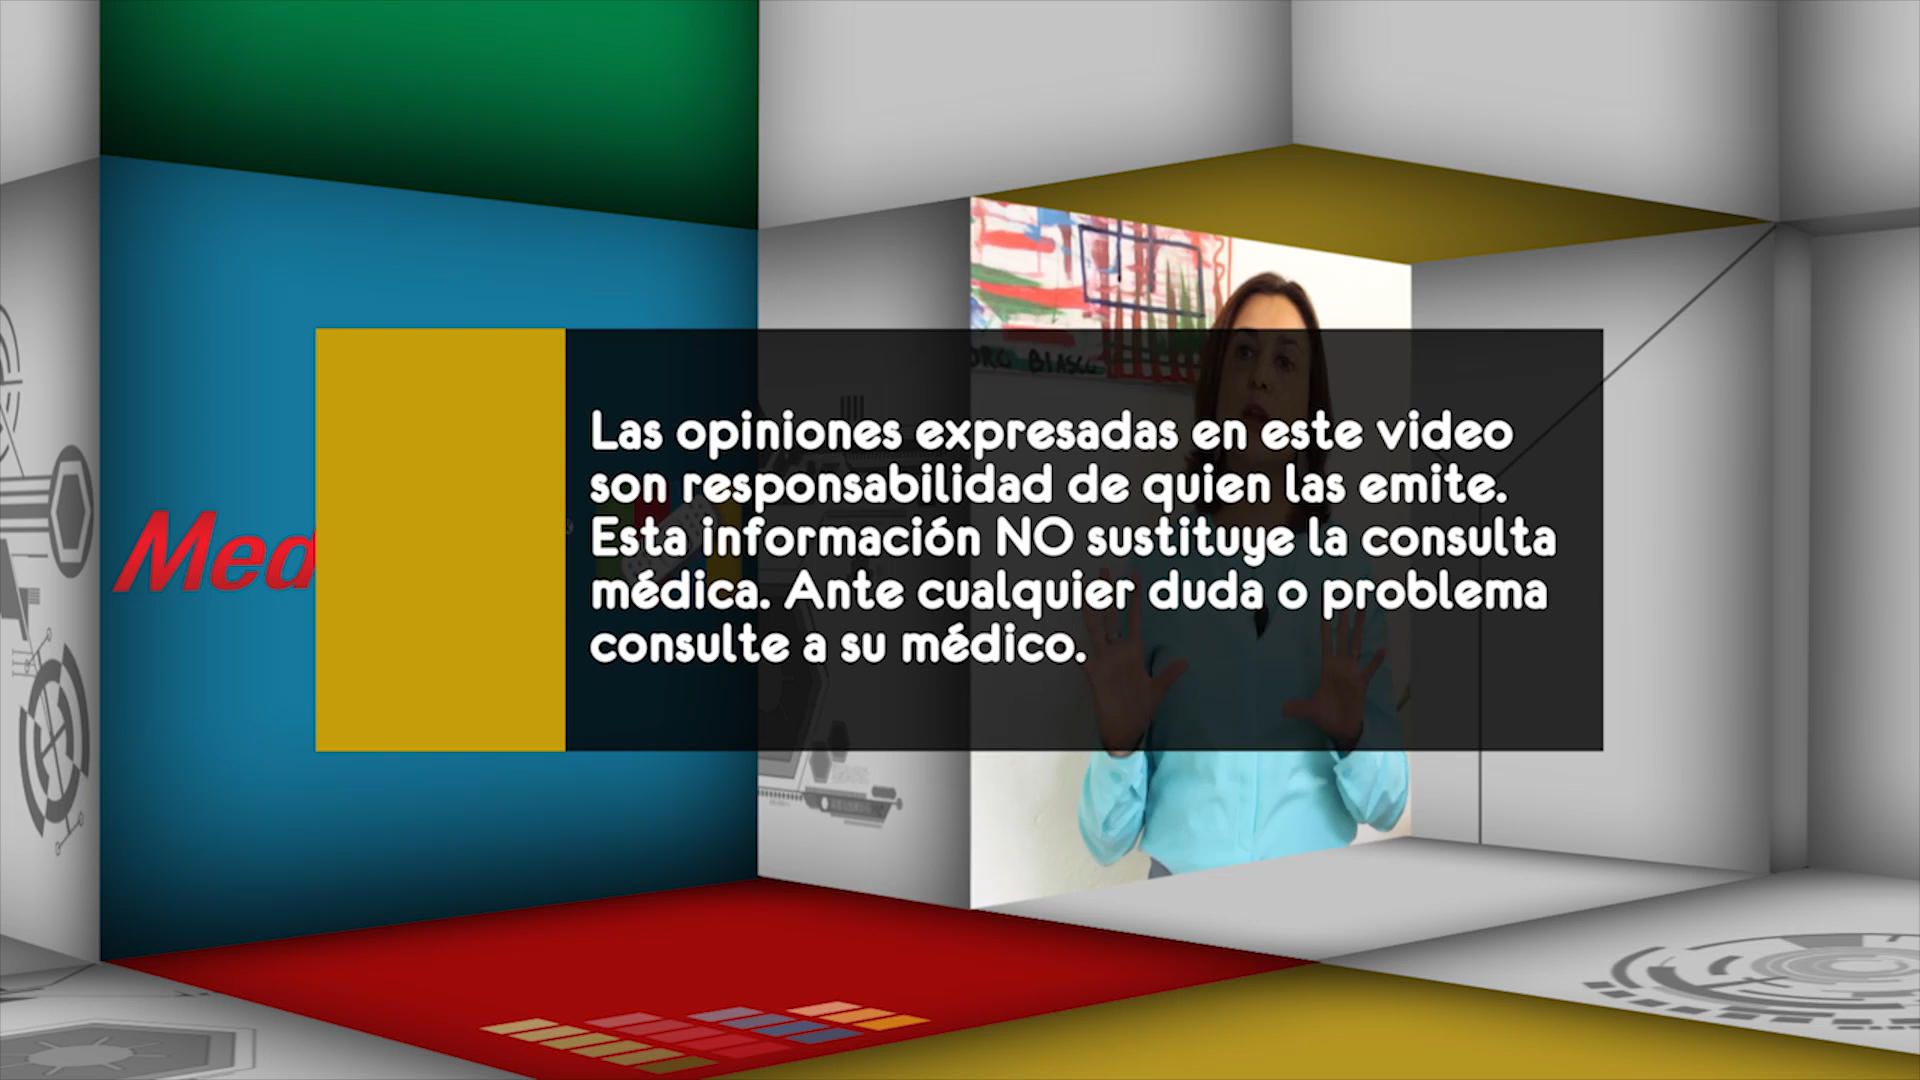 Las opiniones expresadas en este video
son responsabilidad de quien las emite.
Esta información NO sustituye la consulta
médica. Ante cualquier duda o problema
consulte a su médico.
Med